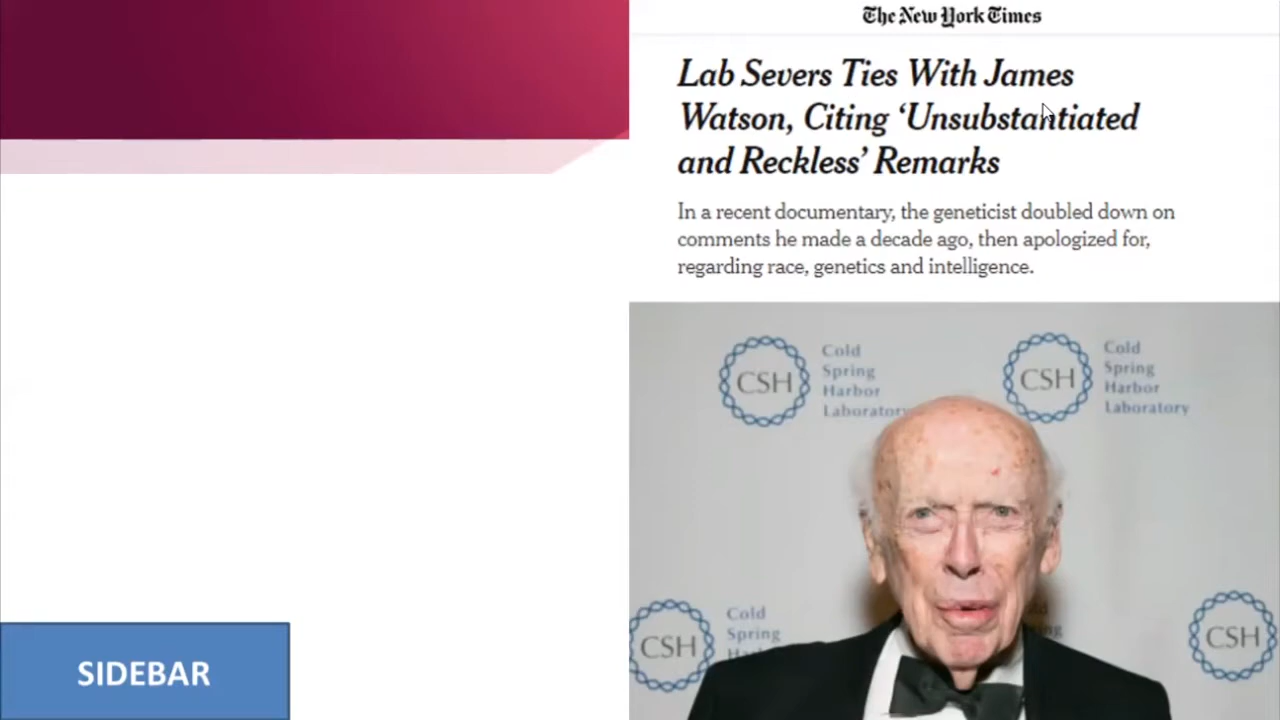 The New York Times
Lab Severs Ties With James
Watson, Citing ‘Unsubstantiated
and Reckless’ Remarks
In a recent documentary, the geneticist doubled down on
comments he made a decade ago, then apologized for,
regarding race, genetics and intelligence.
CSH
Cold
Spring
Harbor
Laboratory
CSH
Cold
Spring
Harbor
Laboratory
CSH
Cold
Spring
CSH
SIDEBAR